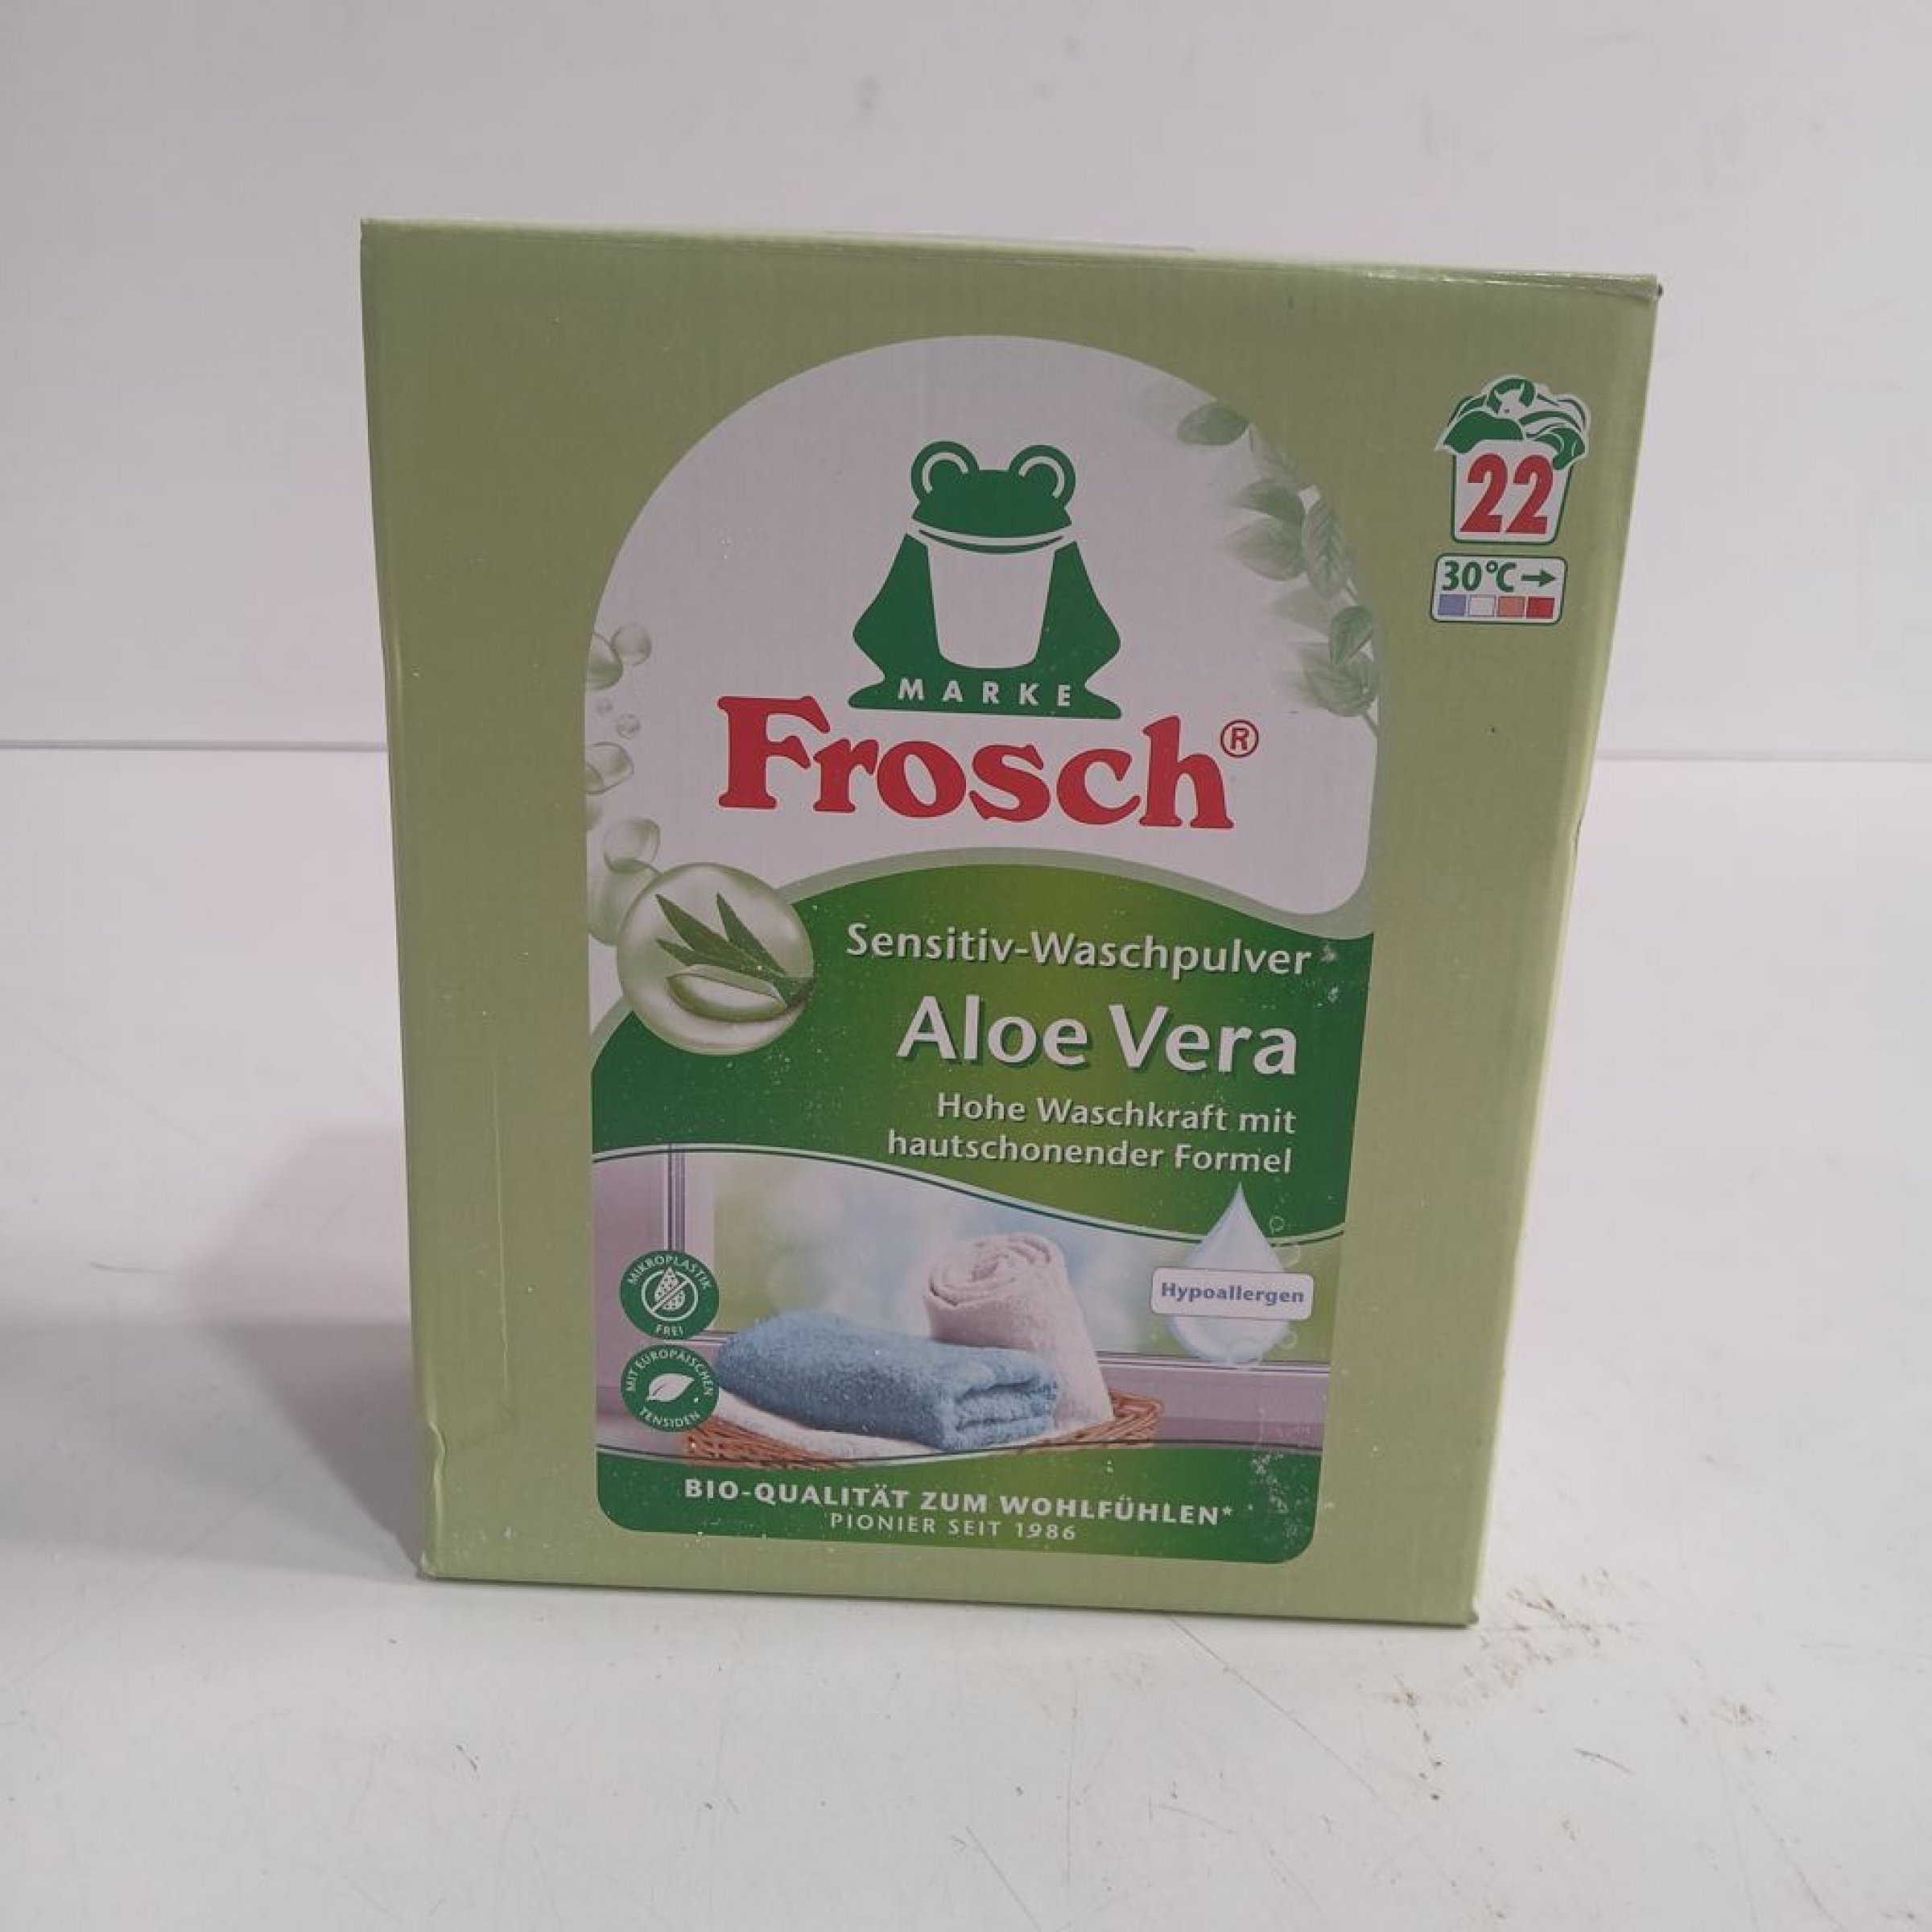 22
30°C
MARKE
Frosch®
Sensitiv-Waschpulver
Aloe Vera
Hohe Waschkraft mit
hautschonender Formel
Hypoallergen
MIKROPLASTIK
FREI
MIT EUROPÄISCHEN
TENSIDEN
BIO-QUALITÄT ZUM WOHLFÜHLEN*
PIONIER SEIT 1986